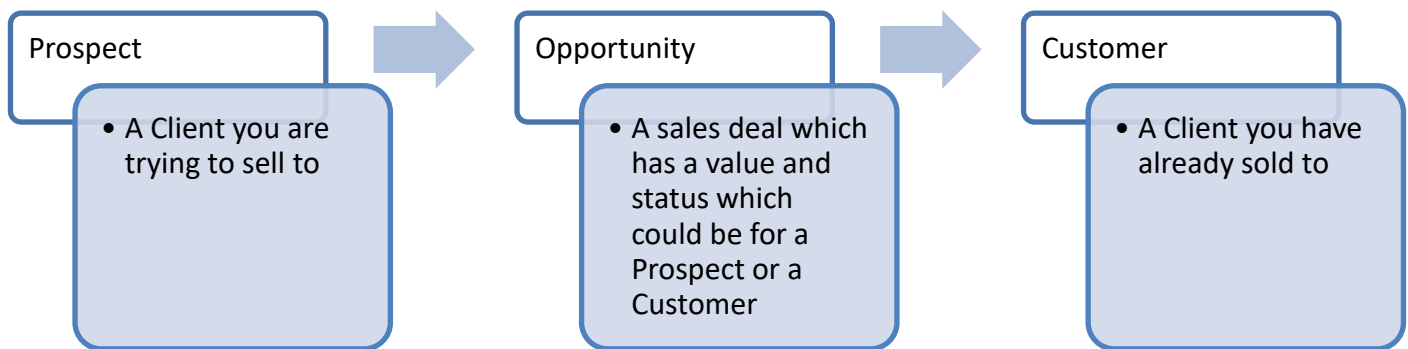 Prospect
• A Client you are
trying to sell to
Opportunity
• A sales deal which
has a value and
status which
could be for a
Prospect or a
Customer
Customer
• A Client you have
already sold to